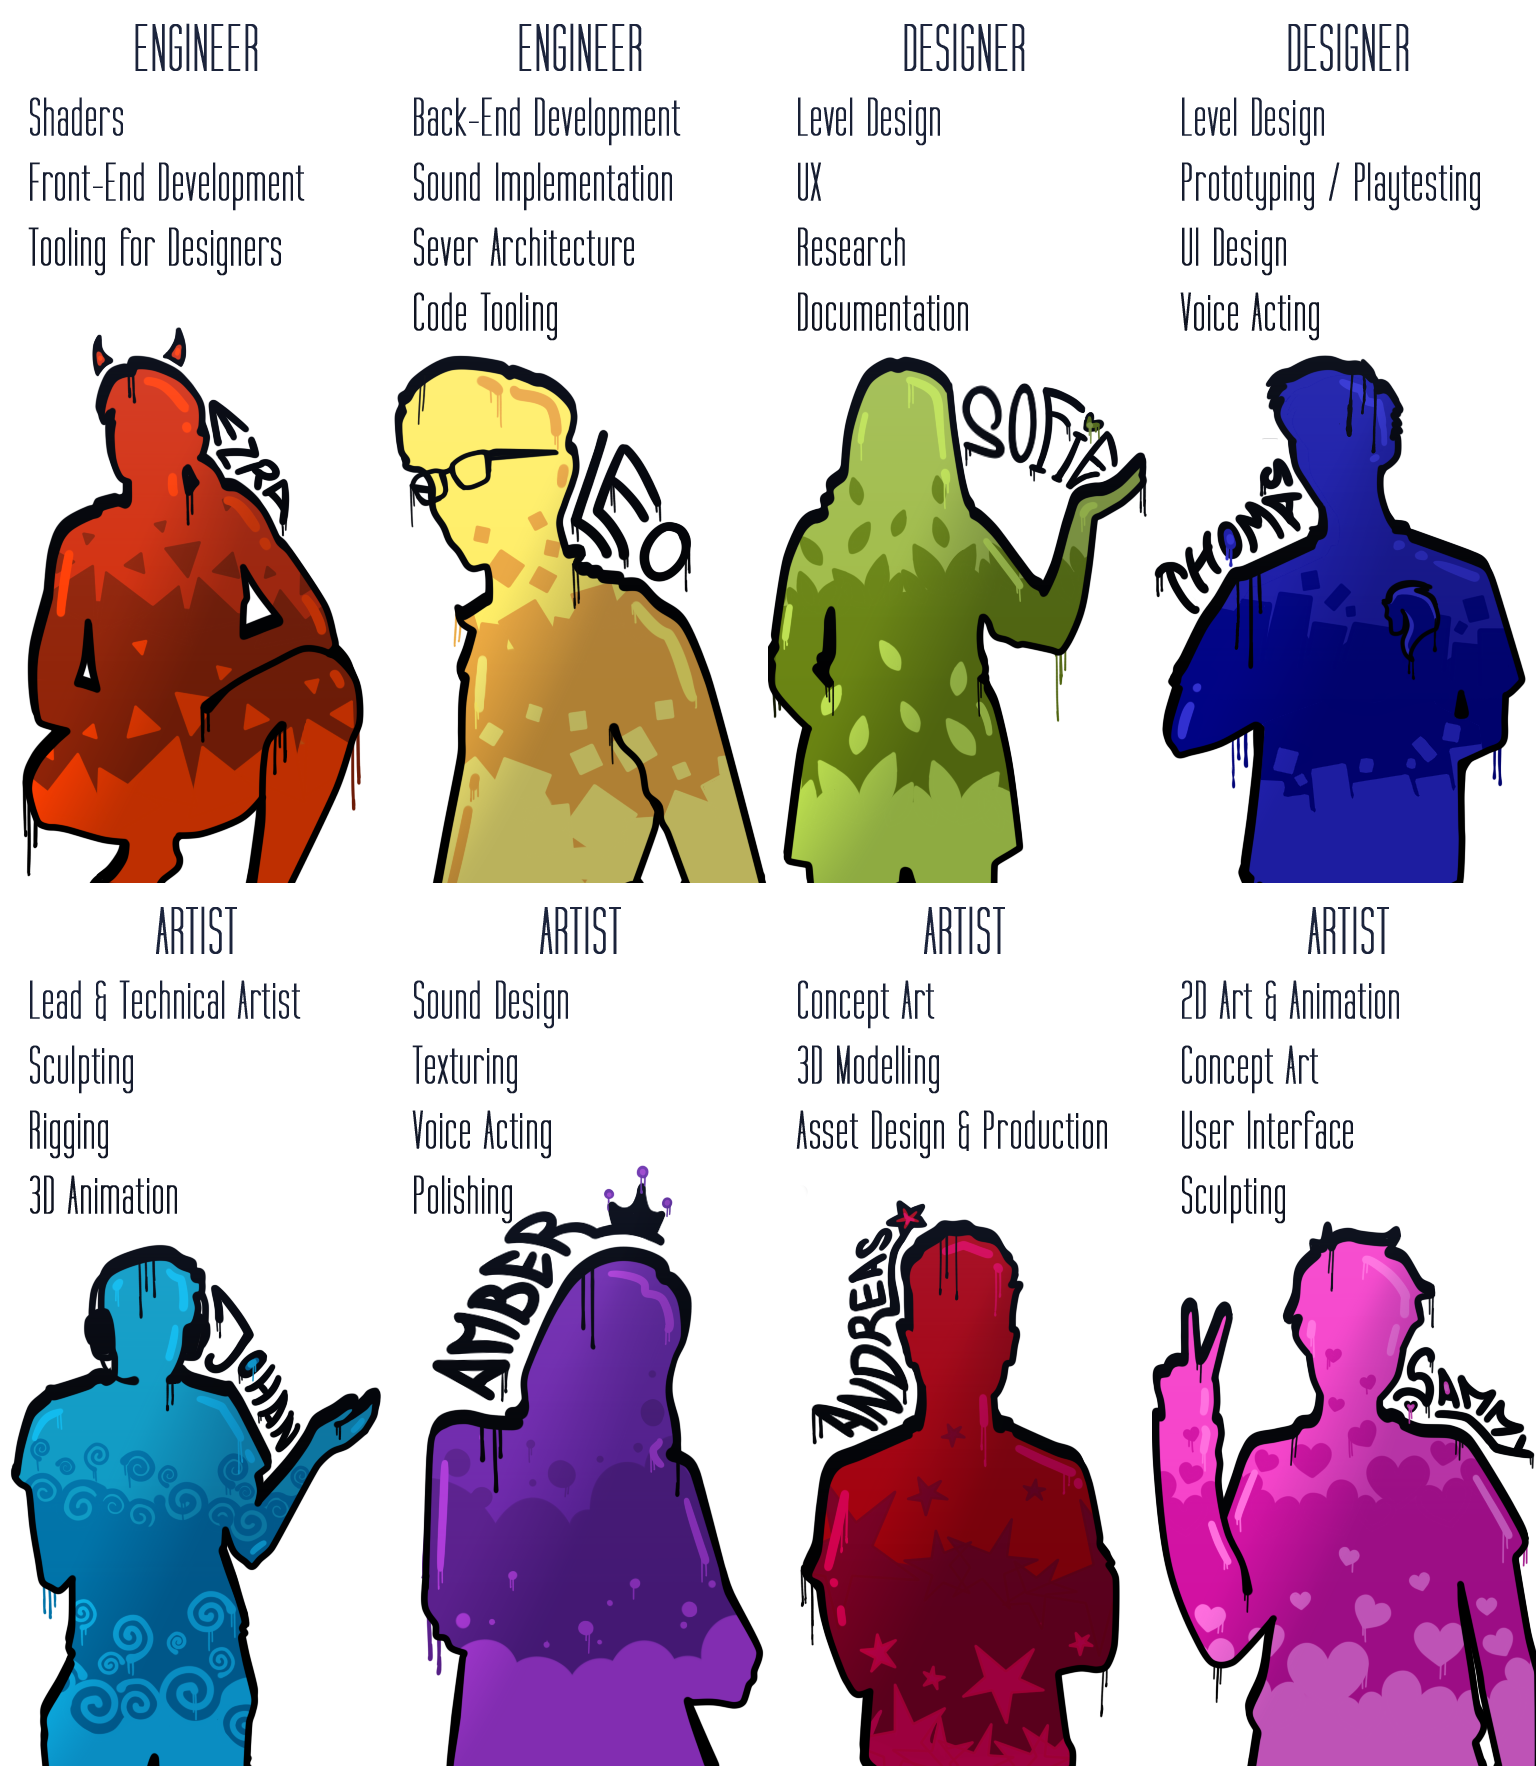 ENGINEER
Shaders
Front-End Development
Tooling for Designers
EZRA
ENGINEER
Back-End Development
Sound Implementation
Sever Architecture
Code Tooling
LEO
DESIGNER
Level Design
UX
Research
Documentation
SOFIE
DESIGNER
Level Design
Prototyping / Playtesting
UI Design
Voice Acting
THOMAS
ARTIST
Lead & Technical Artist
Sculpting
Rigging
3D Animation
JOHAN
ARTIST
Sound Design
Texturing
Voice Acting
Polishing
AMBER
ARTIST
Concept Art
3D Modelling
Asset Design & Production
ANDREAS
ARTIST
2D Art & Animation
Concept Art
User Interface
Sculpting
SAMMY